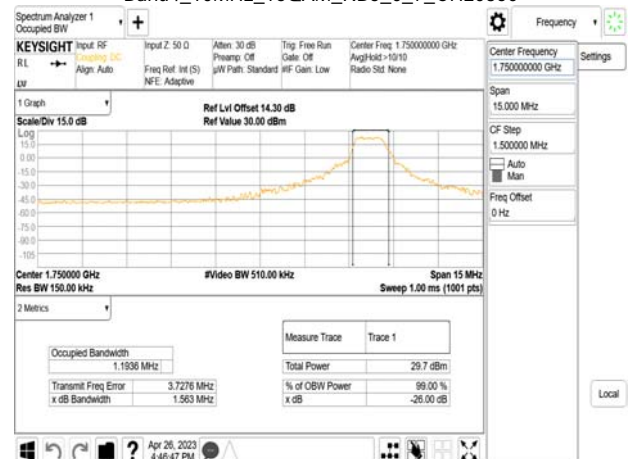 Spectrum Analyzer 1
Occupied BW
Frequency
KEYSIGHT
RL
Input: RF
Coupling: DC
Align: Auto
Input Z: 50 Ω
Freq Ref: Int (S)
NFE: Adaptive
Atten: 30 dB
Preamp: Off
µW Path: Standard
Trig: Free Run
Gate: Off
#IF Gain: Low
Center Freq: 1.750000000 GHz
Avg|Hold:>10/10
Radio Std: None
Center Frequency
1.750000000 GHz
Settings
Span
15.000 MHz
CF Step
1.500000 MHz
Auto
Man
Freq Offset
0 Hz
1 Graph
Scale/Div 15.0 dB
Ref Lvl Offset 14.30 dB
Ref Value 30.00 dBm
Log
15.0
0.00
-15.0
-30.0
-45.0
-60.0
-75.0
-90.0
-105
Center 1.750000 GHz
Res BW 150.00 kHz
#Video BW 510.00 kHz
Span 15 MHz
Sweep 1.00 ms (1001 pts)
2 Metrics
Measure Trace
Trace 1
Occupied Bandwidth
1.1936 MHz
Total Power
29.7 dBm
Transmit Freq Error
3.7276 MHz
% of OBW Power
99.00 %
x dB Bandwidth
1.563 MHz
x dB
-26.00 dB
Local
Apr 26, 2023
4:46:47 PM